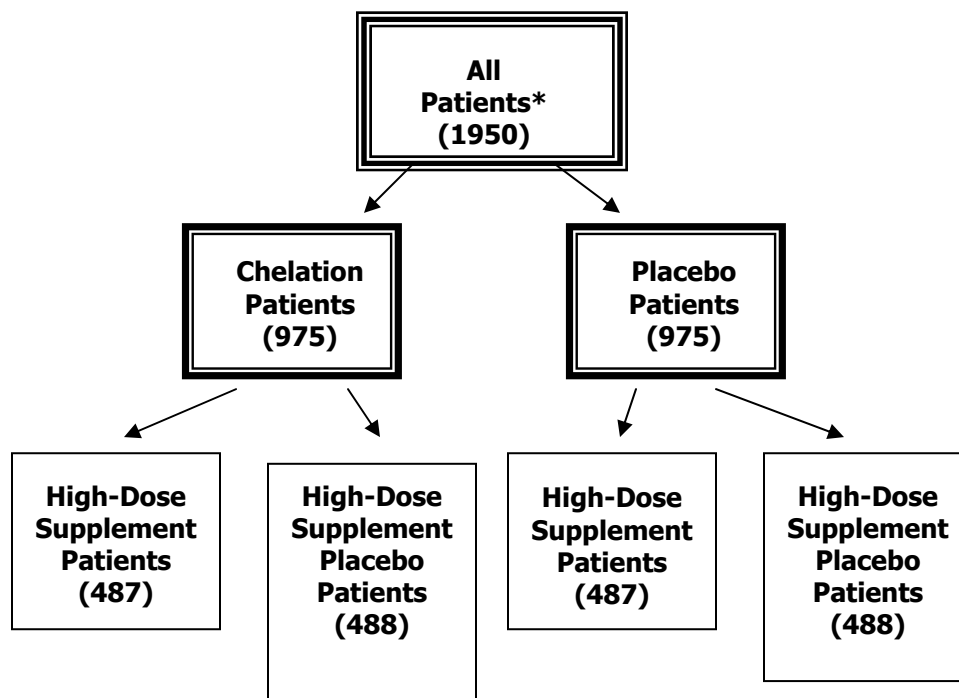 All
Patients*
(1950)
Chelation
Patients
(975)
Placebo
Patients
(975)
High-Dose
Supplement
Patients
(487)
High-Dose
Supplement
Placebo
Patients
(488)
High-Dose
Supplement
Patients
(487)
High-Dose
Supplement
Placebo
Patients
(488)